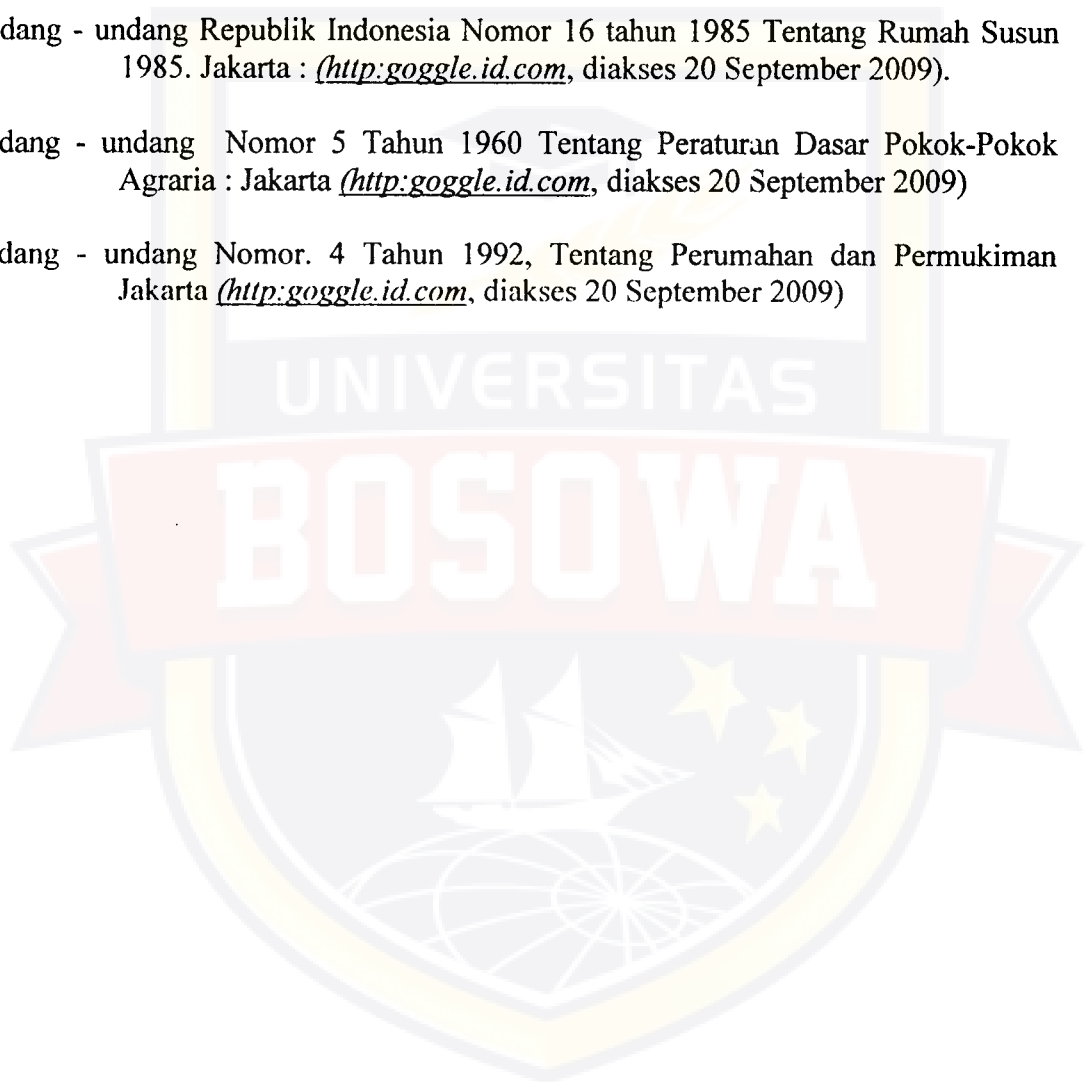 dang - undang Republik Indonesia Nomor 16 tahun 1985 Tentang Rumah Susun
1985. Jakarta : (http:goggle.id.com, diakses 20 September 2009).
dang - undang Nomor 5 Tahun 1960 Tentang Peraturan Dasar Pokok-Pokok
Agraria : Jakarta (http:goggle.id.com, diakses 20 September 2009)
dang - undang Nomor. 4 Tahun 1992, Tentang Perumahan dan Permukiman
Jakarta (http:goggle.id.com, diakses 20 September 2009)
UNIVERSITAS
BOSOWA